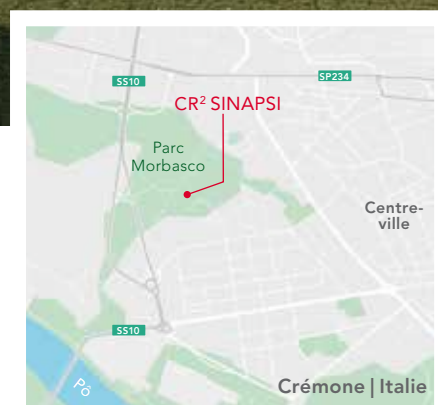 SS10
SP234
CR² SINAPSI
Parc
Morbasco
Centre-
ville
SS10
Pô
Crémone | Italie